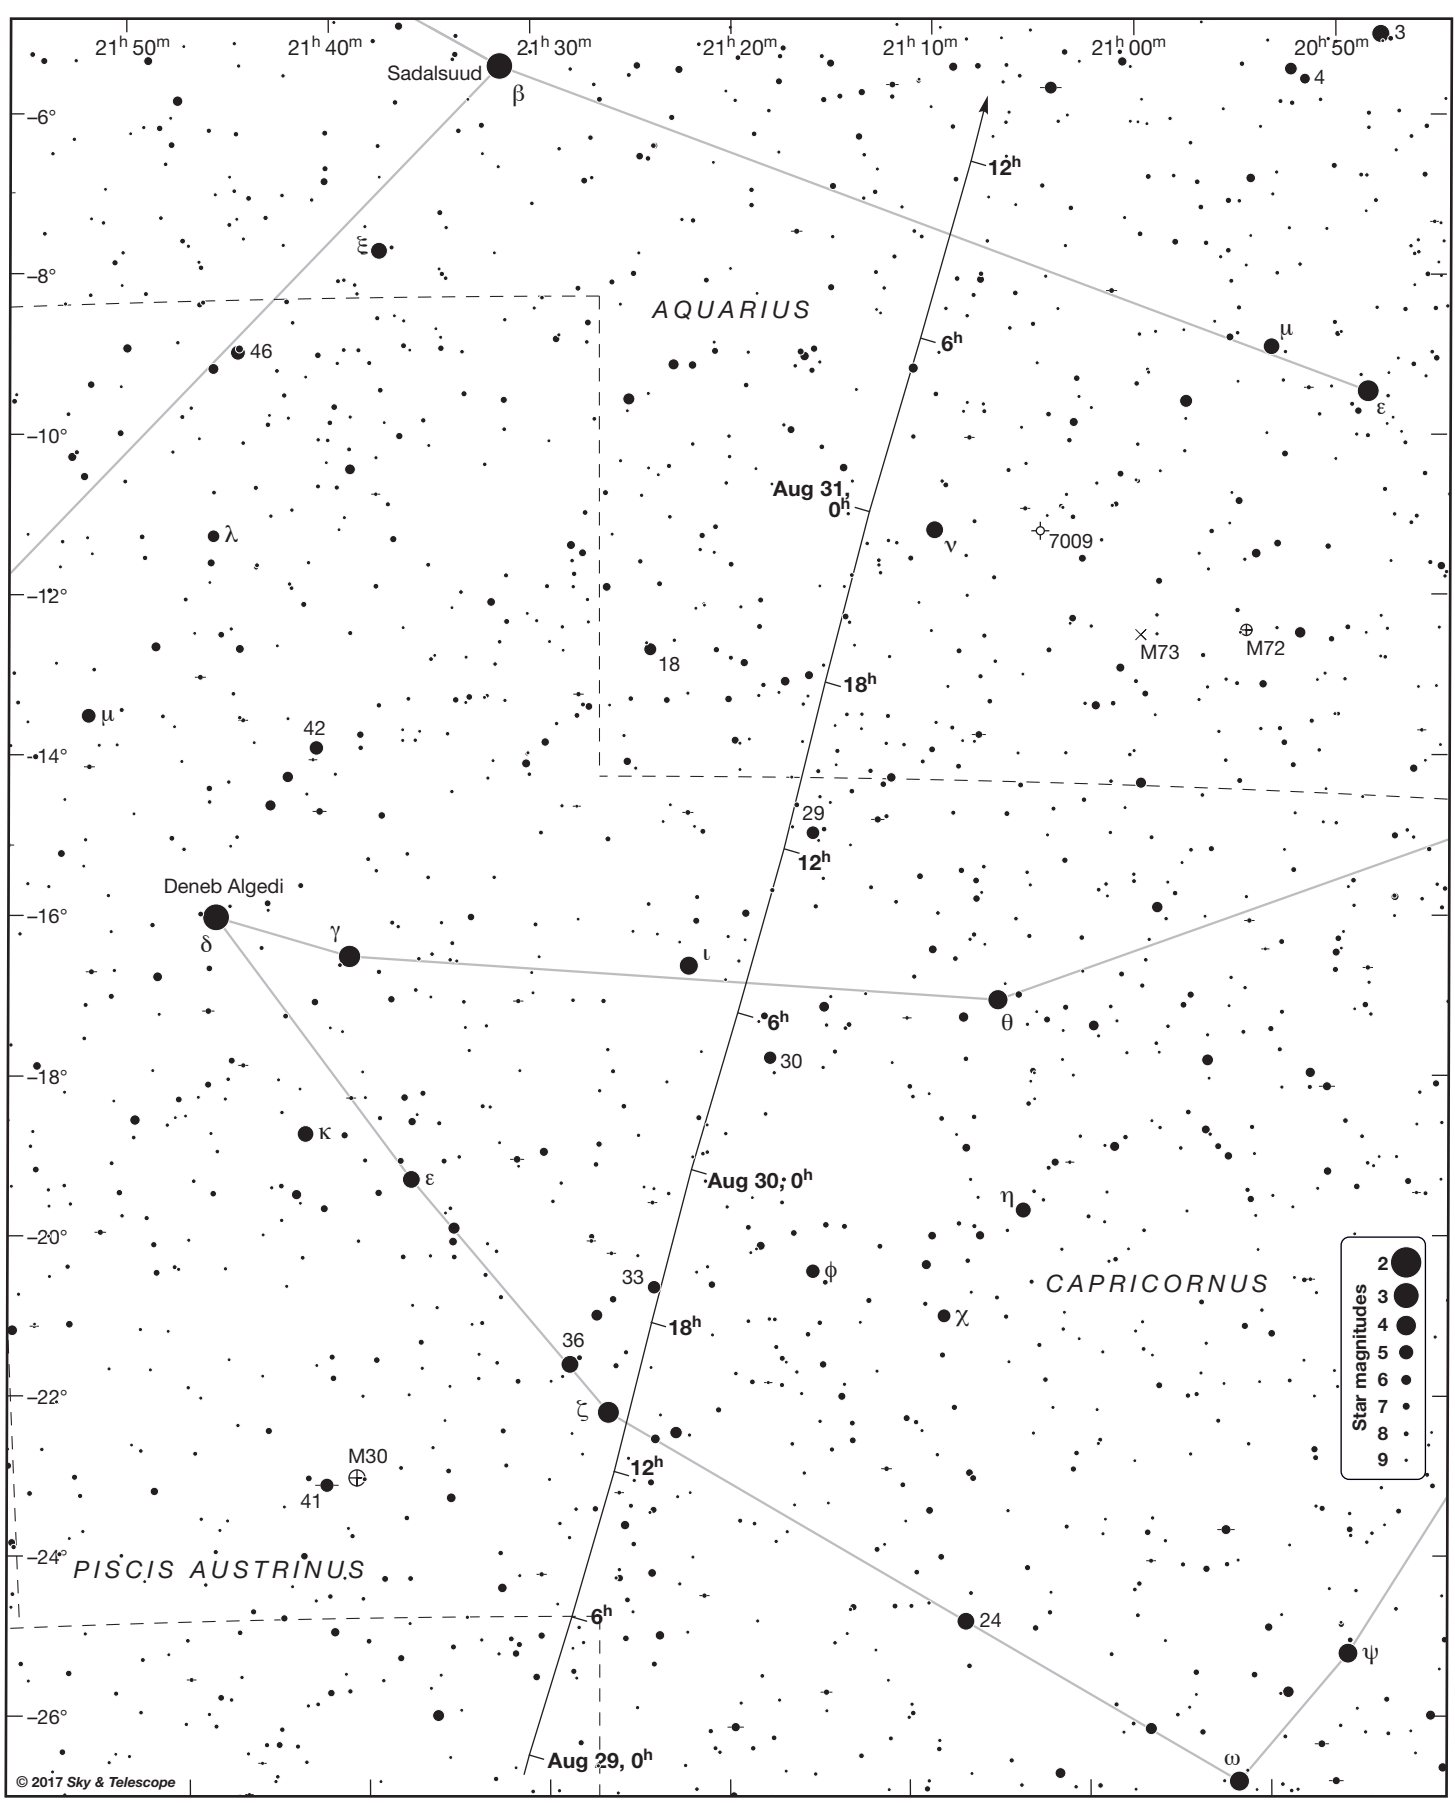 21h 50m
21h 40m
21h 30m
21h 20m
21h 10m
21h 00m
20h 50m
3
Sadalsuud
β
4
–6°
12h
ξ
–8°
AQUARIUS
μ
46
6h
ε
–10°
Aug 31,
0h
λ
ν
7009
–12°
M73
M72
18
18h
μ
42
–14°
29
12h
Deneb Algedi
–16°
δ
γ
ι
θ
6h
30
–18°
κ
ε
Aug 30, 0h
η
–20°
33
φ
CAPRICORNUS
χ
18h
36
–22°
ζ
Star magnitudes
2
3
4
5
6
7
8
9
M30
12h
41
–24°
PISCIS AUSTRINUS
6h
24
ψ
–26°
ω
Aug 29, 0h
© 2017 Sky & Telescope